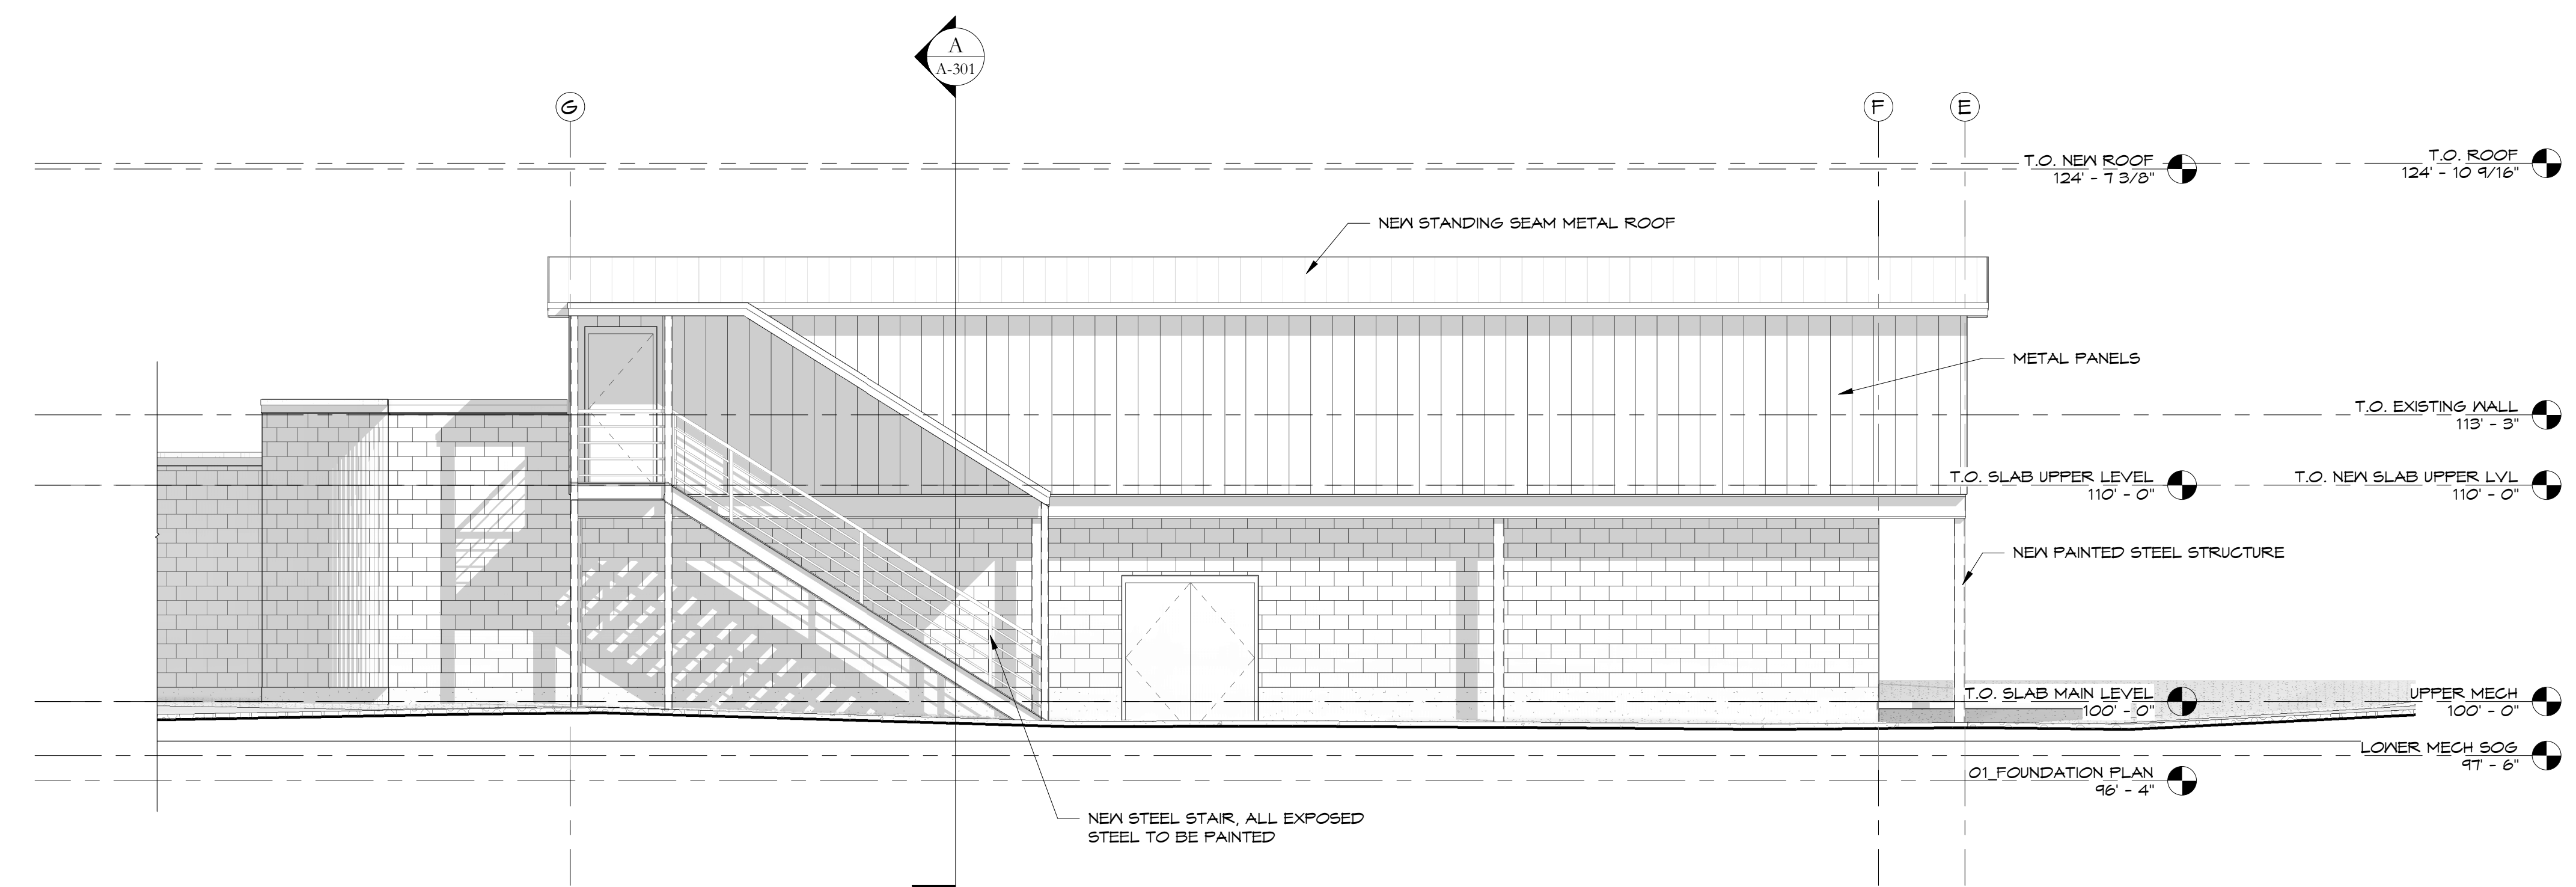 A
A-301
G
F
E
T.O. NEW ROOF
124' - 7 3/8"
T.O. ROOF
124' - 10 9/16"
NEW STANDING SEAM METAL ROOF
METAL PANELS
T.O. EXISTING WALL
113' - 3"
T.O. SLAB UPPER LEVEL
110' - 0"
T.O. NEW SLAB UPPER LVL
110' - 0"
NEW PAINTED STEEL STRUCTURE
T.O. SLAB MAIN LEVEL
100' - 0"
UPPER MECH
100' - 0"
LOWER MECH SOG
97' - 6"
01_FOUNDATION PLAN
96' - 4"
NEW STEEL STAIR, ALL EXPOSED
STEEL TO BE PAINTED